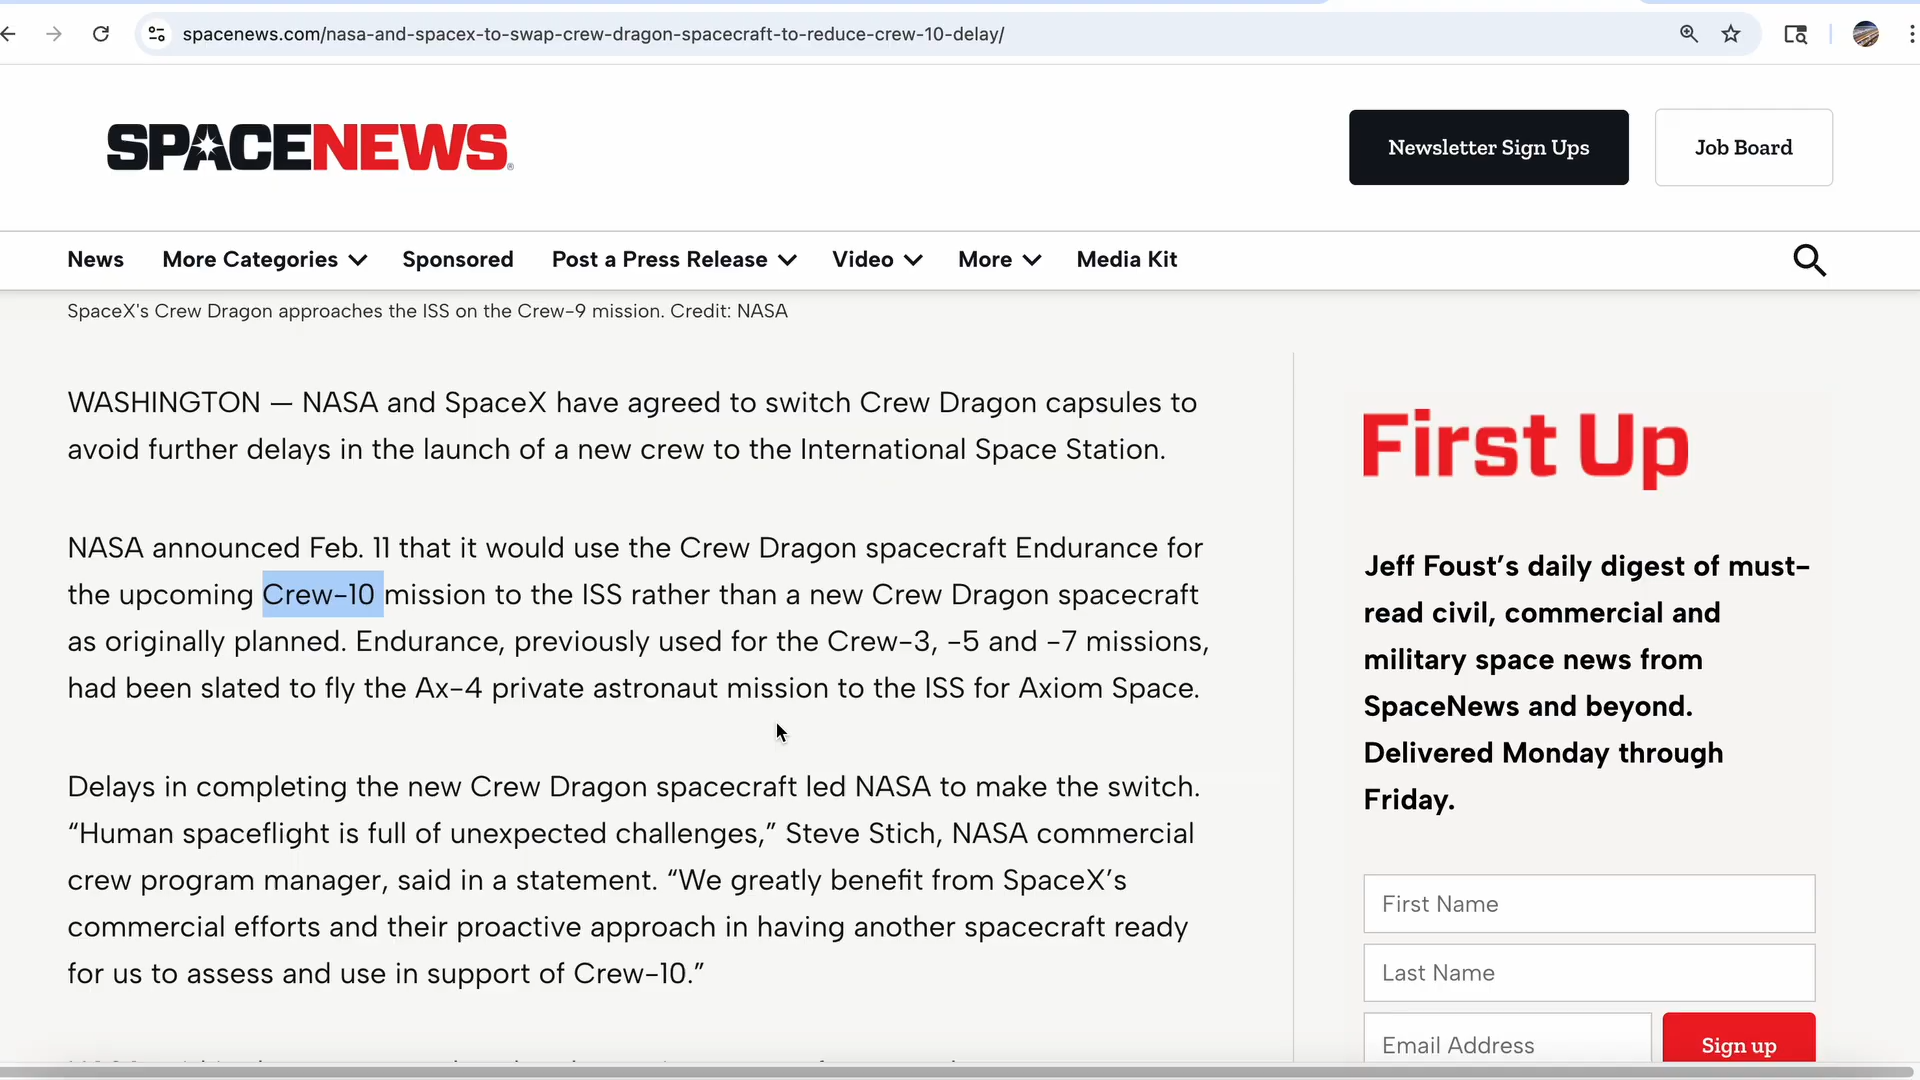 spacenews.com/nasa-and-spacex-to-swap-crew-dragon-spacecraft-to-reduce-crew-10-delay/
SPACENEWS®
Newsletter Sign Ups
Job Board
News
More Categories
Sponsored
Post a Press Release
Video
More
Media Kit
SpaceX's Crew Dragon approaches the ISS on the Crew-9 mission. Credit: NASA
WASHINGTON — NASA and SpaceX have agreed to switch Crew Dragon capsules to
avoid further delays in the launch of a new crew to the International Space Station.
NASA announced Feb. 11 that it would use the Crew Dragon spacecraft Endurance for
the upcoming Crew-10 mission to the ISS rather than a new Crew Dragon spacecraft
as originally planned. Endurance, previously used for the Crew-3, -5 and -7 missions,
had been slated to fly the Ax-4 private astronaut mission to the ISS for Axiom Space.
Delays in completing the new Crew Dragon spacecraft led NASA to make the switch.
“Human spaceflight is full of unexpected challenges,” Steve Stich, NASA commercial
crew program manager, said in a statement. “We greatly benefit from SpaceX’s
commercial efforts and their proactive approach in having another spacecraft ready
for us to assess and use in support of Crew-10.”
First Up
Jeff Foust’s daily digest of must-
read civil, commercial and
military space news from
SpaceNews and beyond.
Delivered Monday through
Friday.
First Name
Last Name
Email Address
Sign up